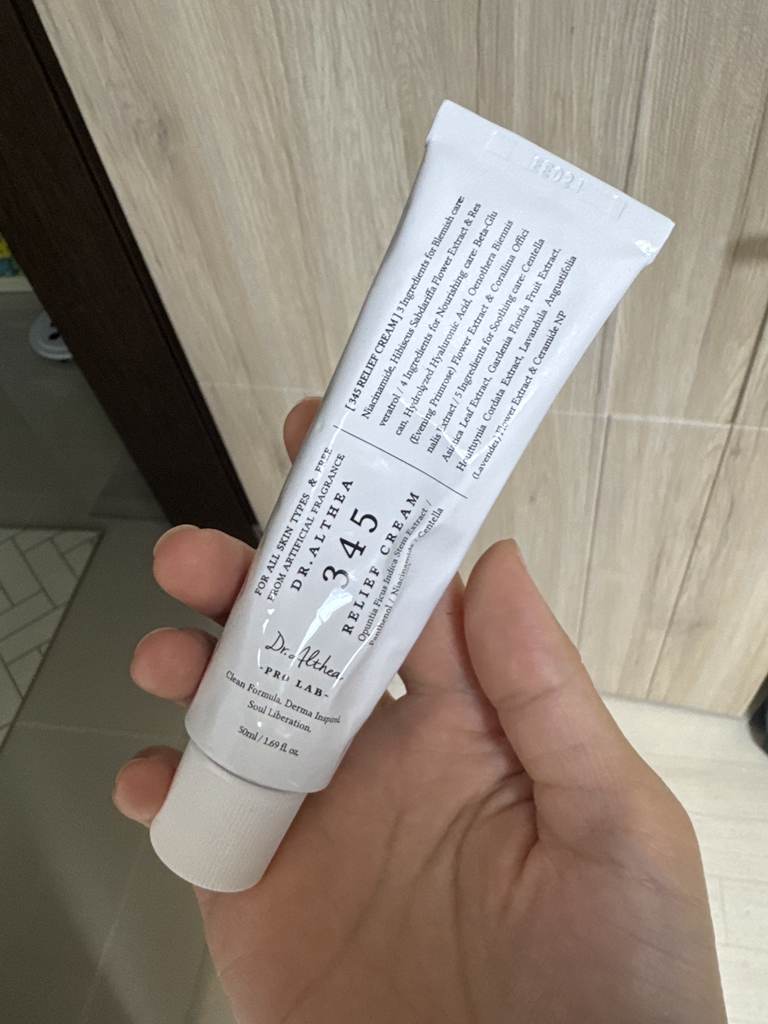 [ 345 RELIEF CREAM ] 3 Ingredients for Blemish care:
Niacinamide, Hibiscus Sabdariffa Flower Extract & Res
veratrol / 4 Ingredients for Nourishing care: Beta-Glu
can, Hydrolyzed Hyaluronic Acid, Oenothera Biennis
(Evening Primrose) Flower Extract & Corallina Offici
nalis Extract / 5 Ingredients for Soothing care: Centella
Asiatica Leaf Extract, Gardenia Florida Fruit Extract,
Houttuynia Cordata Extract, Lavandula Angustifolia
(Lavender) Flower Extract & Ceramide NP
FOR ALL SKIN TYPES & FREE
FROM ARTIFICIAL FRAGRANCE
DR.ALTHEA
345
RELIEF CREAM
Opuntia Ficus Indica Stem Extract /
Panthenol / Niacinamide / Centella
Dr. Althea
-PRO LAB-
Clean Formula, Derma Inspired,
Soul Liberation.
50ml / 1.69 fl. oz.